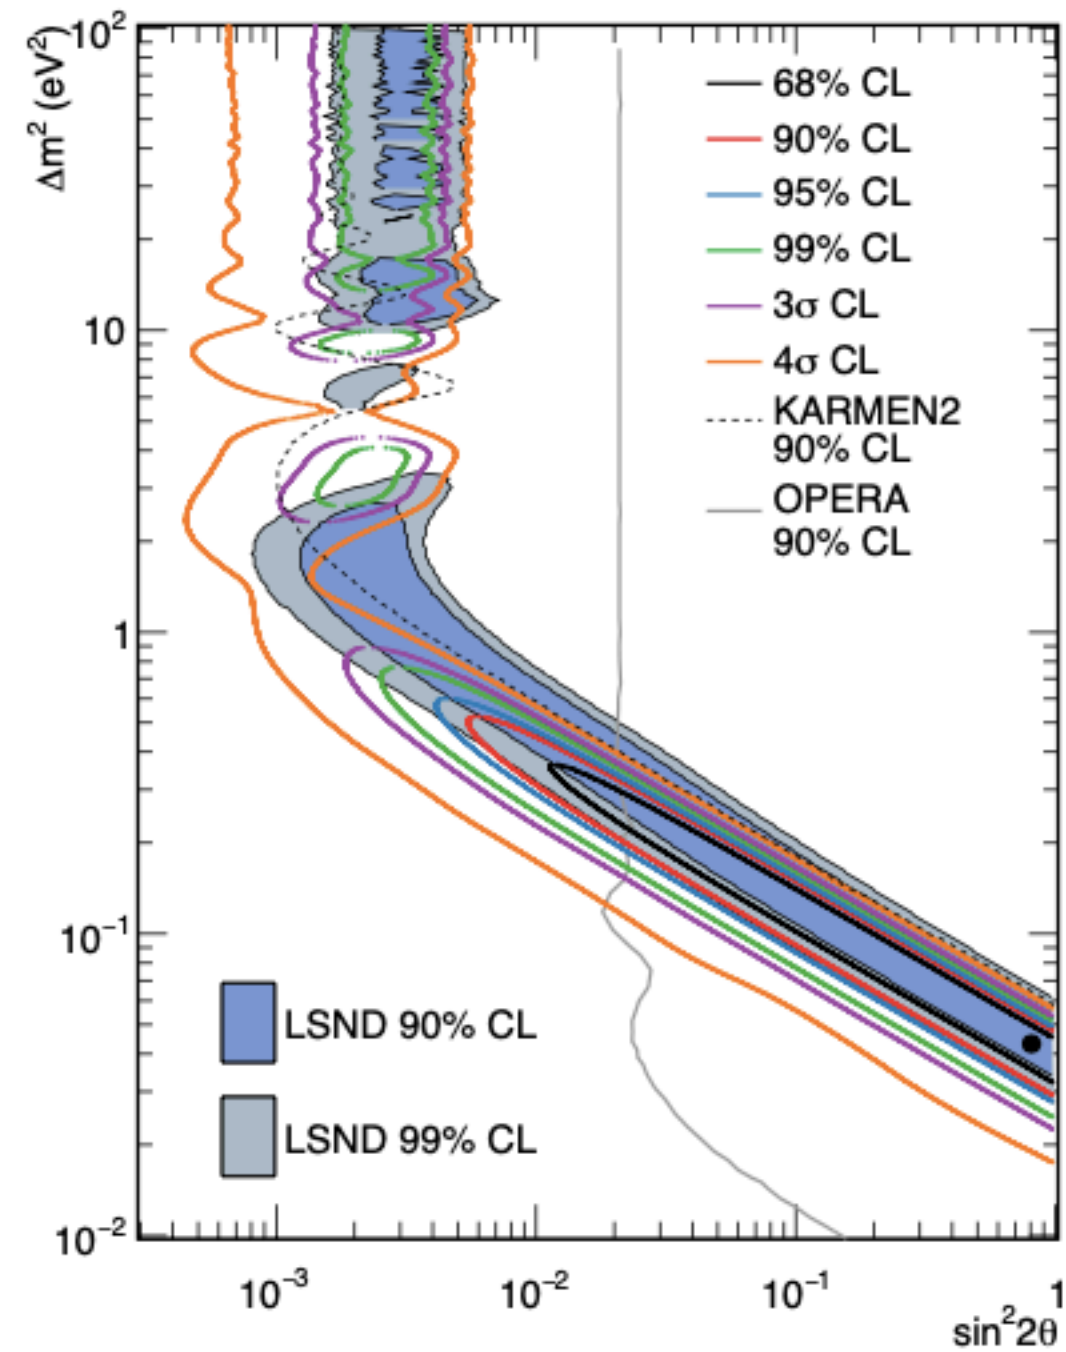 Δm² (eV²)
10²
10
1
10⁻¹
10⁻²
68% CL
90% CL
95% CL
99% CL
3σ CL
4σ CL
KARMEN2
90% CL
OPERA
90% CL
LSND 90% CL
LSND 99% CL
10⁻³
10⁻²
10⁻¹
1
sin²2θ